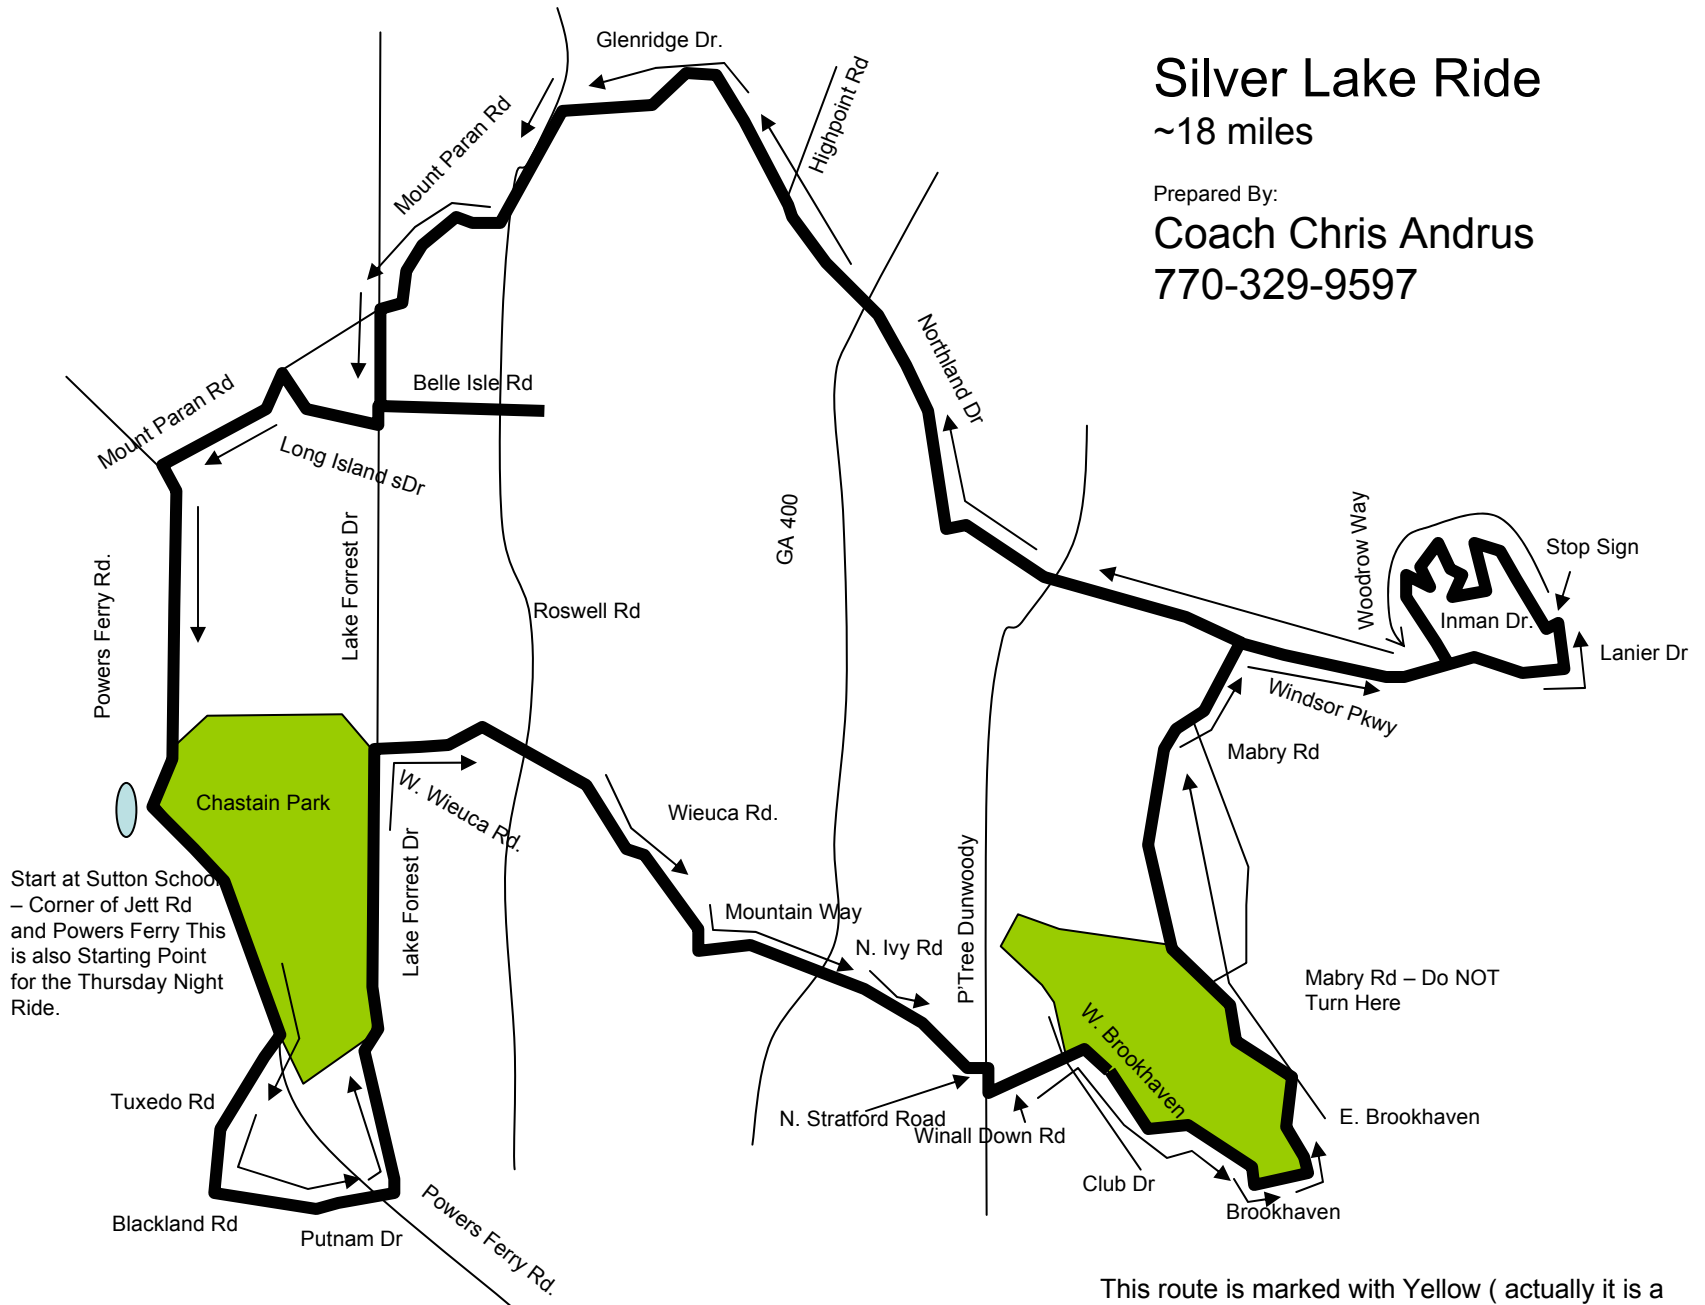 Silver Lake Ride
~18 miles
Prepared By:
Coach Chris Andrus
770-329-9597
Glenridge Dr.
Highpoint Rd
Mount Paran Rd
Northland Dr
Belle Isle Rd
Mount Paran Rd
Long Island sDr
Lake Forrest Dr
GA 400
Woodrow Way
Stop Sign
Inman Dr.
Lanier Dr
Roswell Rd
Powers Ferry Rd.
Windsor Pkwy
Mabry Rd
Chastain Park
W. Wieuca Rd.
Wieuca Rd.
Lake Forrest Dr
Start at Sutton School
– Corner of Jett Rd
and Powers Ferry This
is also Starting Point
for the Thursday Night
Ride.
Mountain Way
N. Ivy Rd
P'Tree Dunwoody
Mabry Rd – Do NOT
Turn Here
W. Brookhaven
Tuxedo Rd
N. Stratford Road
Winall Down Rd
E. Brookhaven
Club Dr
Brookhaven
Blackland Rd
Putnam Dr
Powers Ferry Rd.
This route is marked with Yellow ( actually it is a